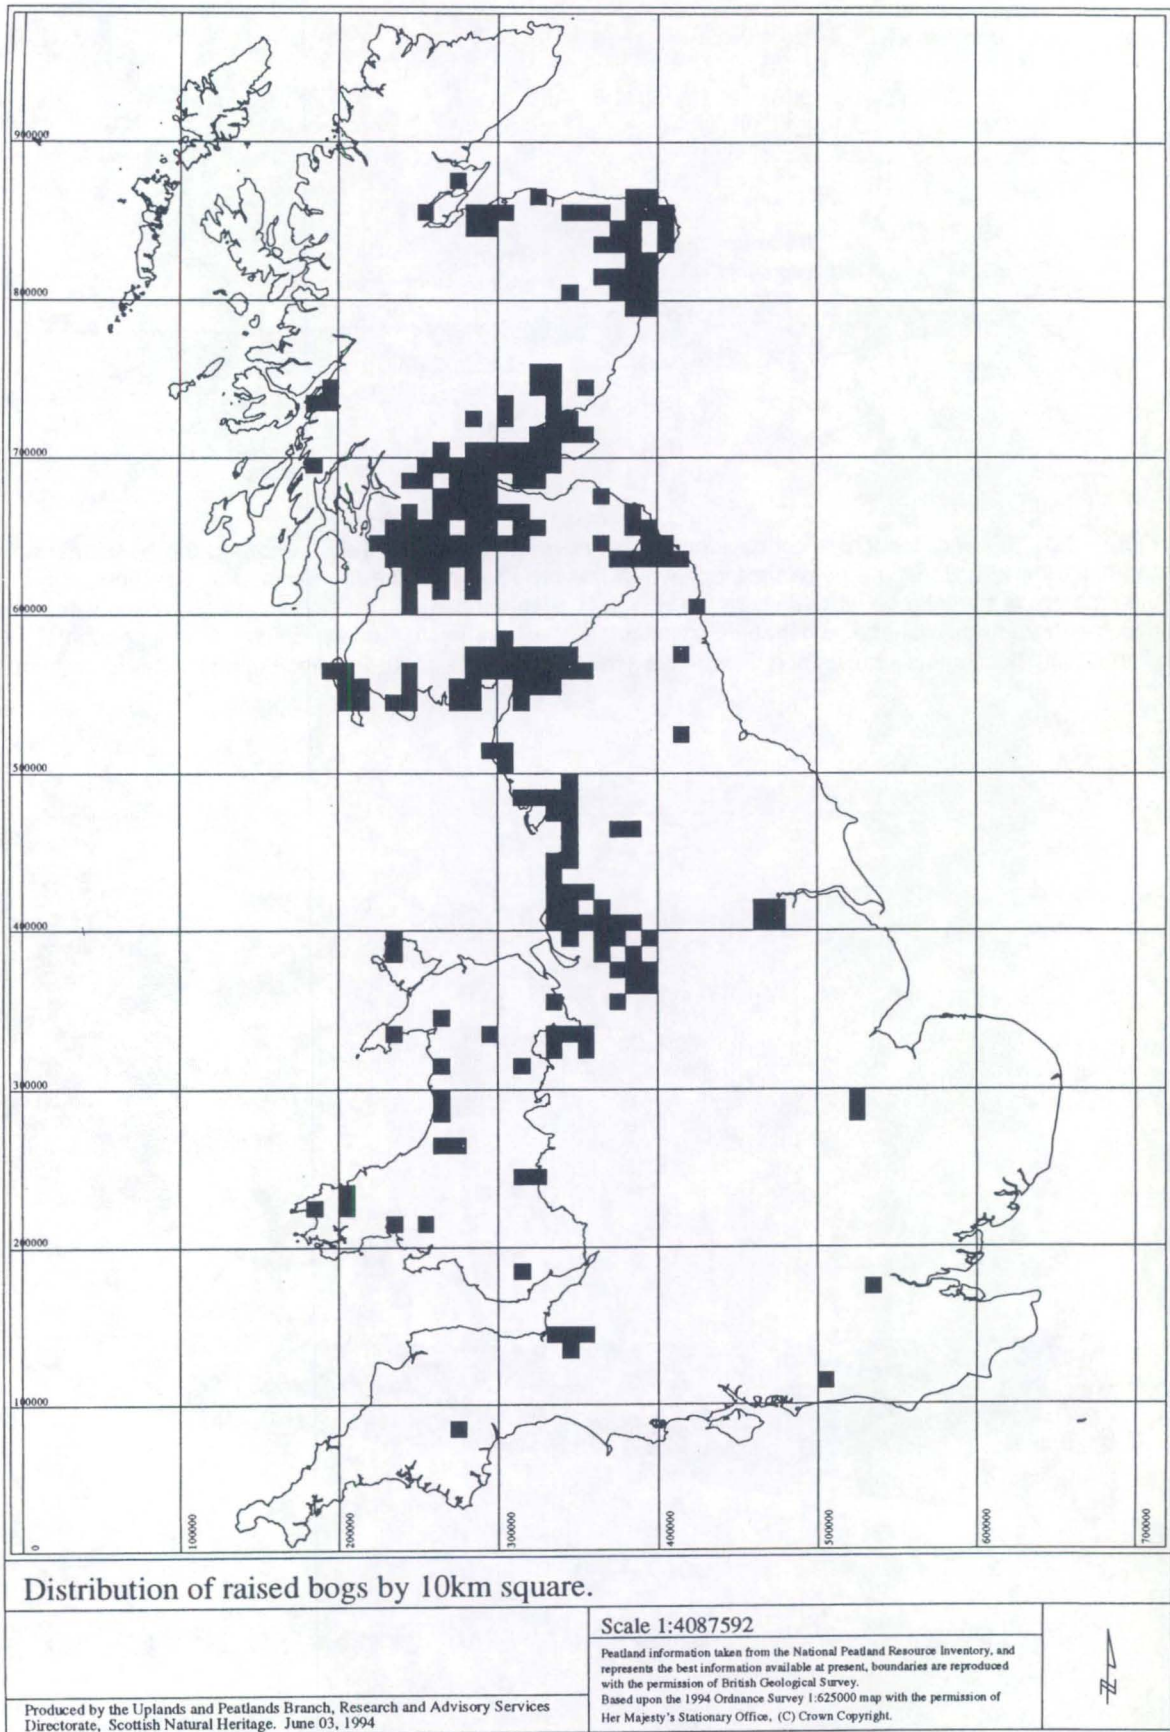 900000
800000
700000
600000
500000
400000
300000
200000
100000
0
100000
200000
300000
400000
500000
600000
700000
Distribution of raised bogs by 10km square.
Scale 1:4087592
Peatland information taken from the National Peatland Resource Inventory, and
represents the best information available at present, boundaries are reproduced
with the permission of British Geological Survey.
Based upon the 1994 Ordnance Survey 1:625000 map with the permission of
Her Majesty's Stationary Office, (C) Crown Copyright.
Produced by the Uplands and Peatlands Branch, Research and Advisory Services
Directorate, Scottish Natural Heritage. June 03, 1994
N